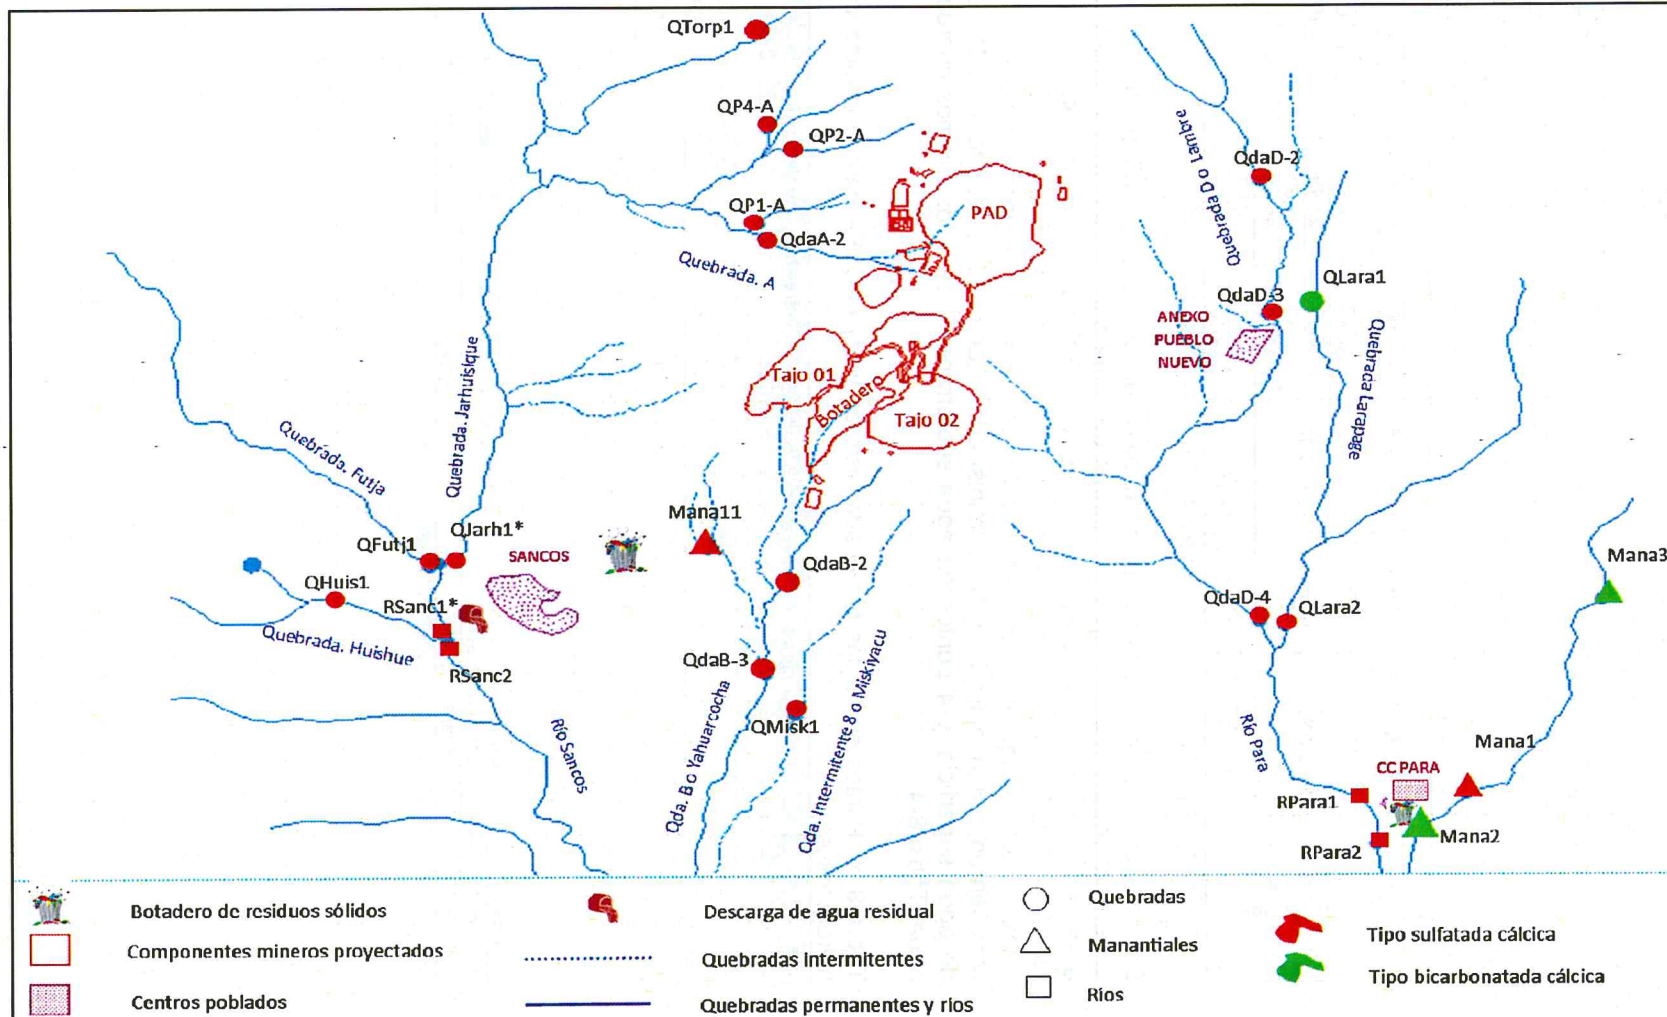 QTorp1
QP4-A
QP2-A
QdaD-2
Quebrada D o Lambre
QP1-A
PAD
QdaA-2
Quebrada. A
QdaD-3
QLara1
ANEXO
PUEBLO
NUEVO
Quebrada Larapage
Quebrada. Jarhuisique
Tajo 01
Botadero
Tajo 02
Quebrada. Futja
Mana11
QJarh1*
QFutj1
SANCOS
Mana3
QdaB-2
QHuis1
RSanc1*
QdaD-4
QLara2
Quebrada. Huishue
RSanc2
QdaB-3
QMisk1
Río Sancos
Qda. B o Yahuarcocha
Qda. Intermitente 8 o Miskiyacu
Río Para
Mana1
CC PARA
RPara1
Mana2
RPara2
Botadero de residuos sólidos
Descarga de agua residual
Quebradas
Tipo sulfatada cálcica
Componentes mineros proyectados
Quebradas intermitentes
Manantiales
Tipo bicarbonatada cálcica
Centros poblados
Quebradas permanentes y ríos
Ríos